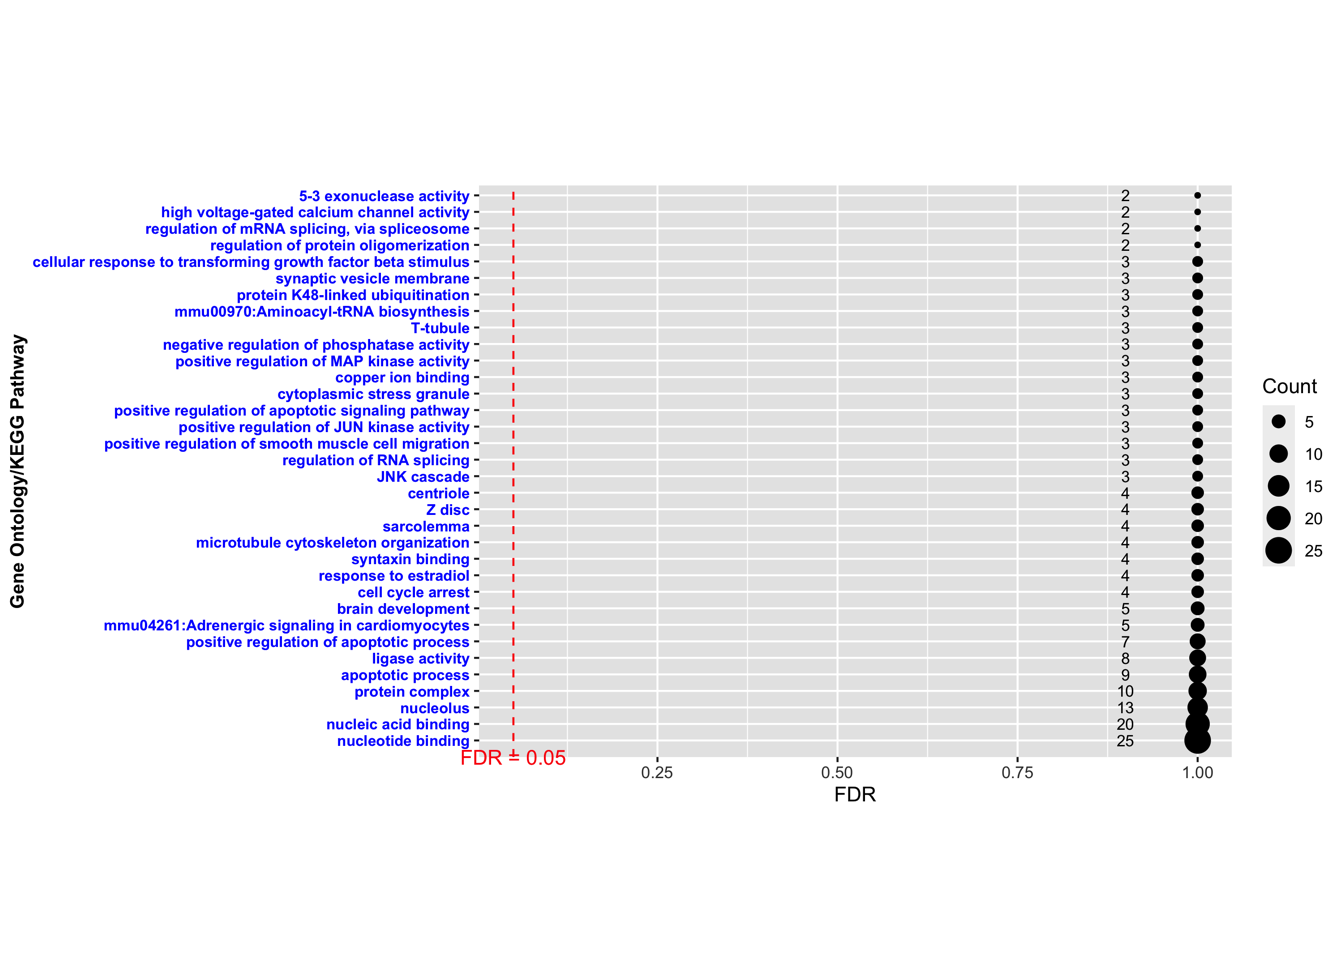 5-3 exonuclease activity 2
high voltage-gated calcium channel activity 2
regulation of mRNA splicing, via spliceosome 2
regulation of protein oligomerization 2
cellular response to transforming growth factor beta stimulus 3
synaptic vesicle membrane 3
protein K48-linked ubiquitination 3
mmu00970:Aminoacyl-tRNA biosynthesis 3
T-tubule 3
negative regulation of phosphatase activity 3
positive regulation of MAP kinase activity 3
copper ion binding 3
cytoplasmic stress granule 3
positive regulation of apoptotic signaling pathway 3
positive regulation of JUN kinase activity 3
positive regulation of smooth muscle cell migration 3
regulation of RNA splicing 3
JNK cascade 3
centriole 4
Z disc 4
sarcolemma 4
microtubule cytoskeleton organization 4
syntaxin binding 4
response to estradiol 4
cell cycle arrest 4
brain development 5
mmu04261:Adrenergic signaling in cardiomyocytes 5
positive regulation of apoptotic process 7
ligase activity 8
apoptotic process 9
protein complex 10
nucleolus 13
nucleic acid binding 20
nucleotide binding 25
FDR = 0.05
0.25 0.50 0.75 1.00
FDR
Gene Ontology/KEGG Pathway
Count
5
10
15
20
25